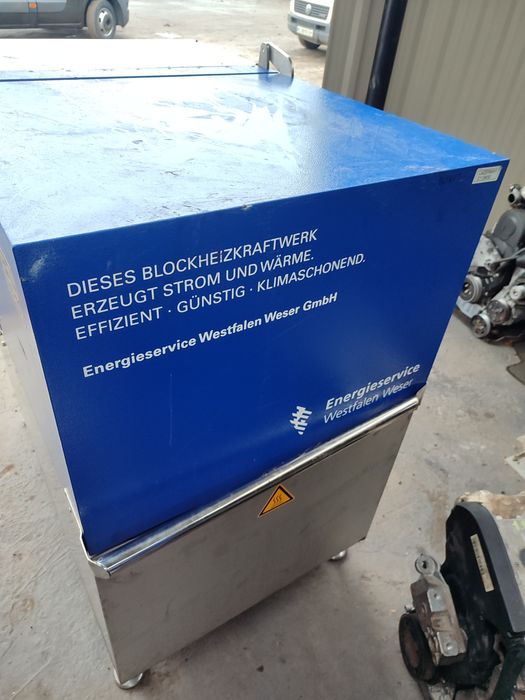 DIESES BLOCKHEIZKRAFTWERK
ERZEUGT STROM UND WÄRME.
EFFIZIENT · GÜNSTIG · KLIMASCHONEND.
Energieservice Westfalen Weser GmbH
Energieservice
Westfalen Weser